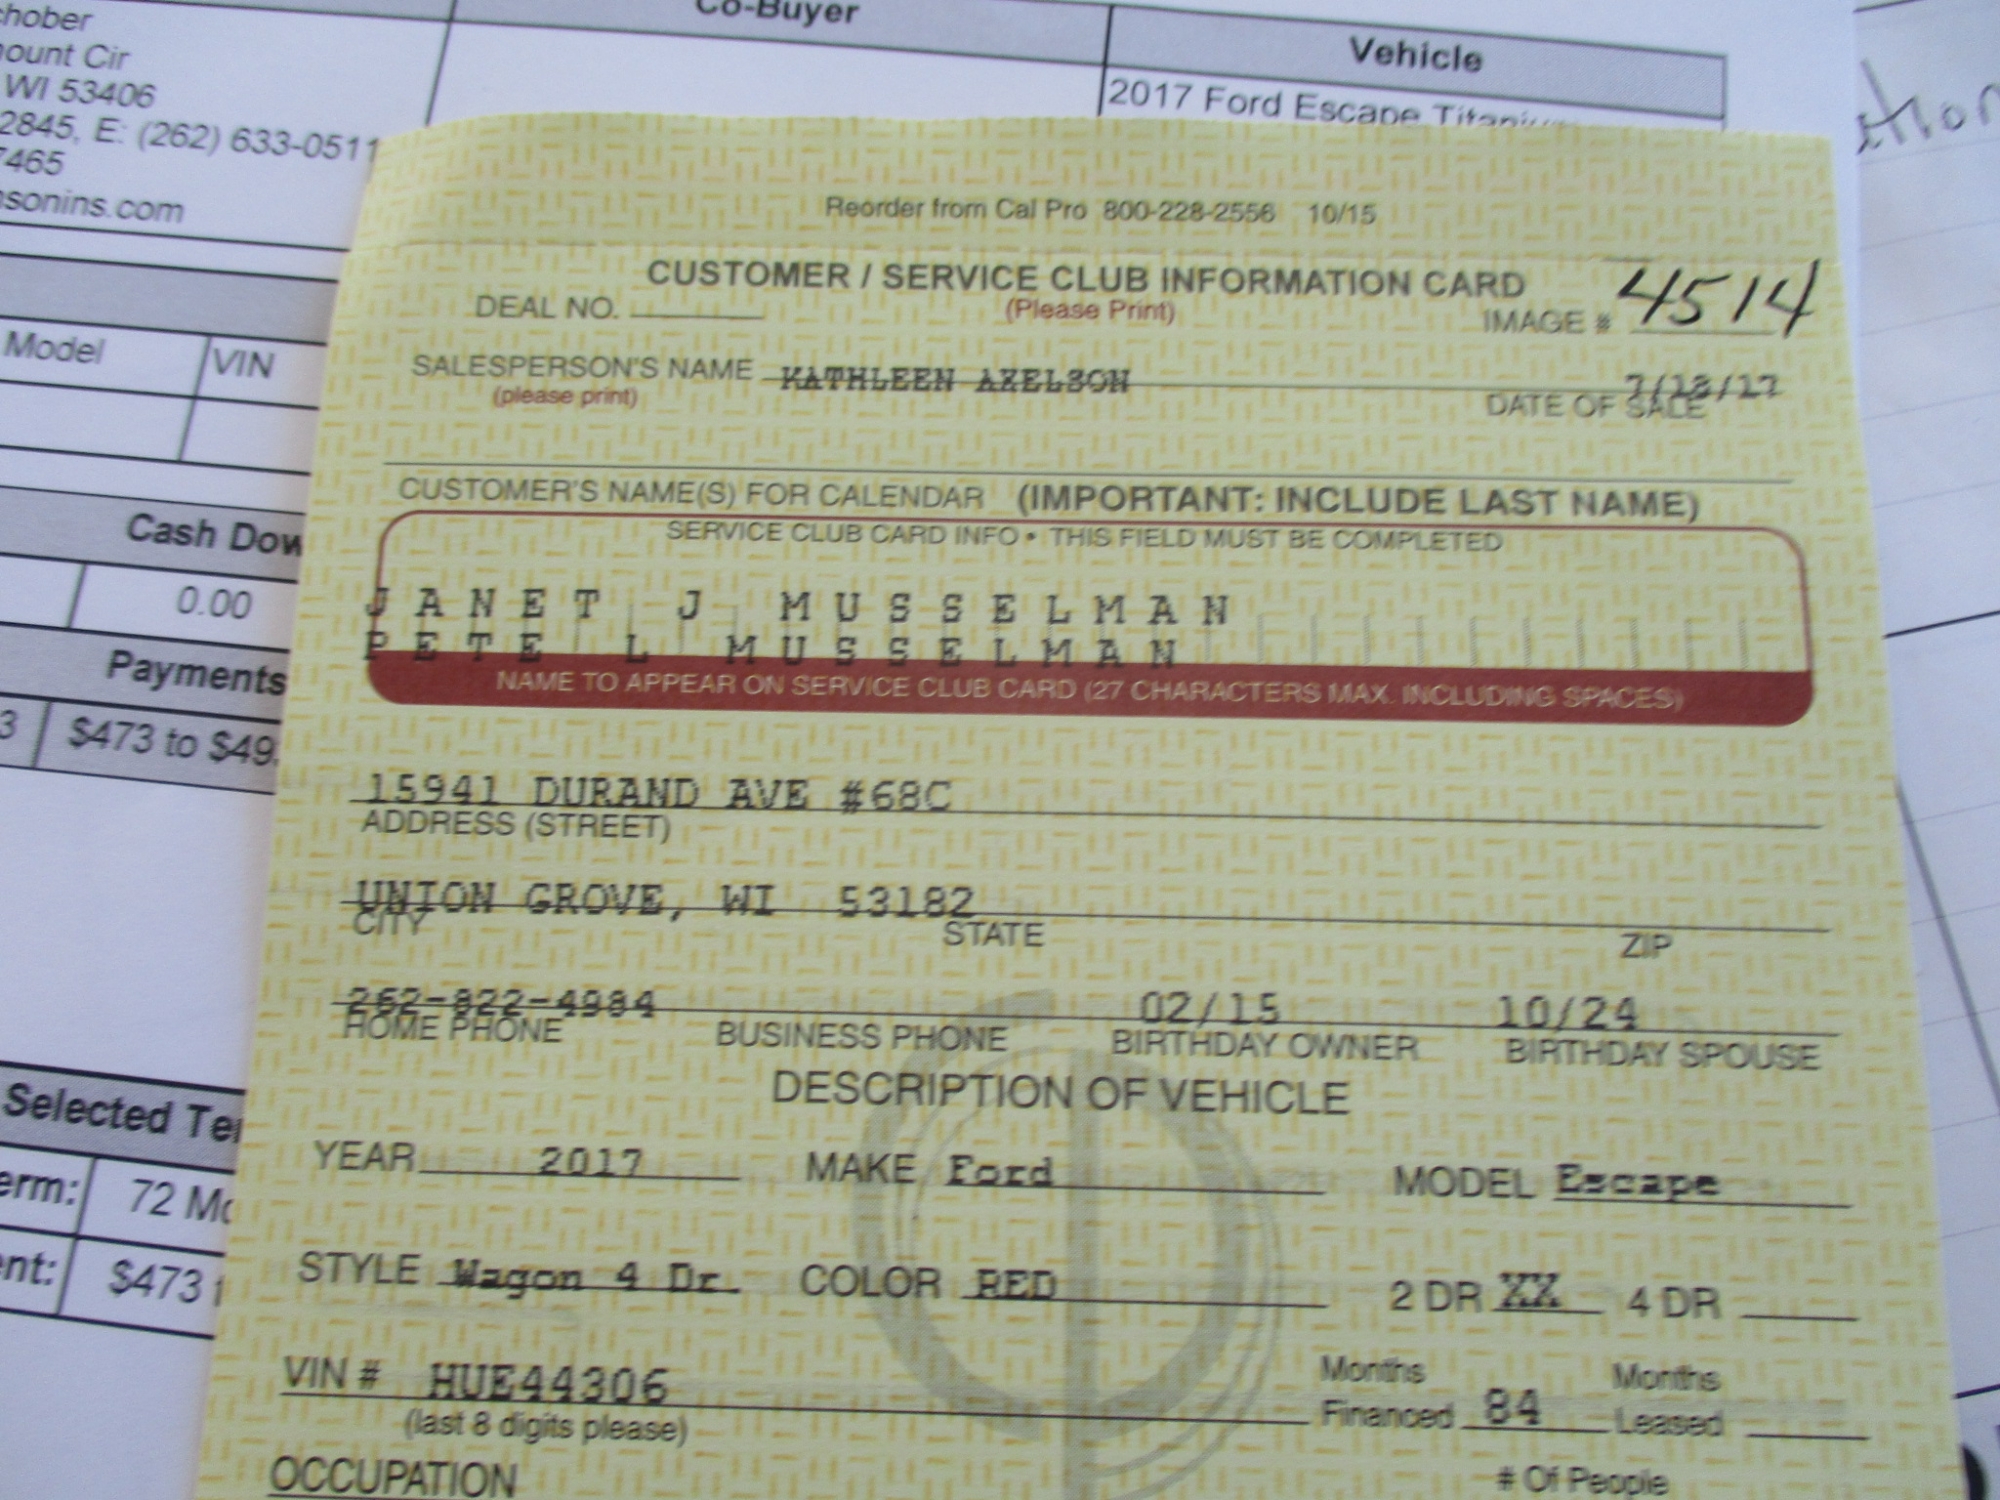 chober
Co-Buyer
Vehicle
ount Cir
WI 53406
2845, E: (262) 633-0511
7465
sonins.com
2017 Ford Escape Titanium
ation
Model
VIN
Cash Dow
0.00
Payments
3
$473 to $49
Selected Te
erm:
72 Mo
ent:
$473 t
Reorder from Cal Pro 800-228-2556 10/15
CUSTOMER / SERVICE CLUB INFORMATION CARD
DEAL NO.
(Please Print)
IMAGE # 4514
SALESPERSON'S NAME KATHLEEN AXELSON
(please print)
7/18/17
DATE OF SALE
CUSTOMER'S NAME(S) FOR CALENDAR (IMPORTANT: INCLUDE LAST NAME)
SERVICE CLUB CARD INFO • THIS FIELD MUST BE COMPLETED
JANET J MUSSELMAN
PETE L MUSSELMAN
NAME TO APPEAR ON SERVICE CLUB CARD (27 CHARACTERS MAX. INCLUDING SPACES)
15941 DURAND AVE #68C
ADDRESS (STREET)
UNION GROVE, WI 53182
CITY STATE ZIP
262-822-4984 02/15 10/24
HOME PHONE BUSINESS PHONE BIRTHDAY OWNER BIRTHDAY SPOUSE
DESCRIPTION OF VEHICLE
YEAR 2017 MAKE Ford MODEL Escape
STYLE Wagon 4 Dr. COLOR RED 2 DR XX 4 DR
VIN # HUE44306
(last 8 digits please)
Months Financed 84
Months Leased
OCCUPATION
# Of People